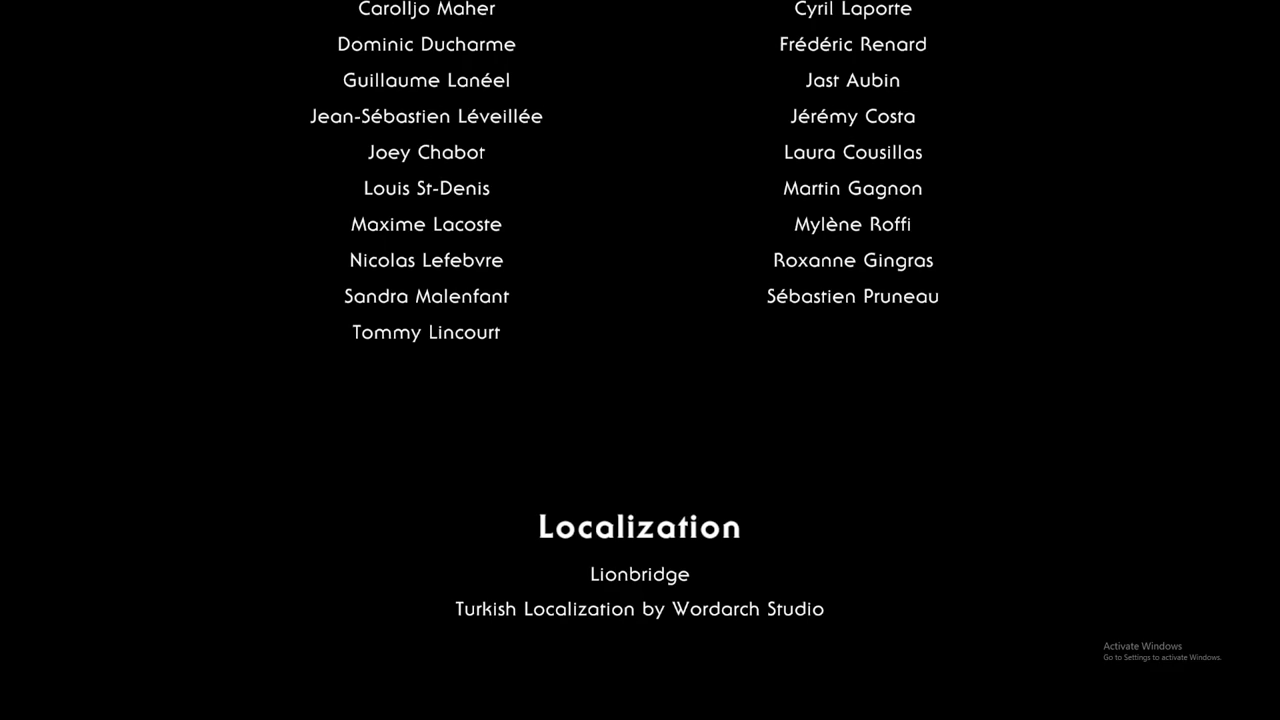 Carolljo Maher
Dominic Ducharme
Guillaume Lanéel
Jean-Sébastien Léveillée
Joey Chabot
Louis St-Denis
Maxime Lacoste
Nicolas Lefebvre
Sandra Malenfant
Tommy Lincourt
Cyril Laporte
Frédéric Renard
Jast Aubin
Jérémy Costa
Laura Cousillas
Martin Gagnon
Mylène Roffi
Roxanne Gingras
Sébastien Pruneau
Localization
Lionbridge
Turkish Localization by Wordarch Studio
Activate Windows
Go to Settings to activate Windows.